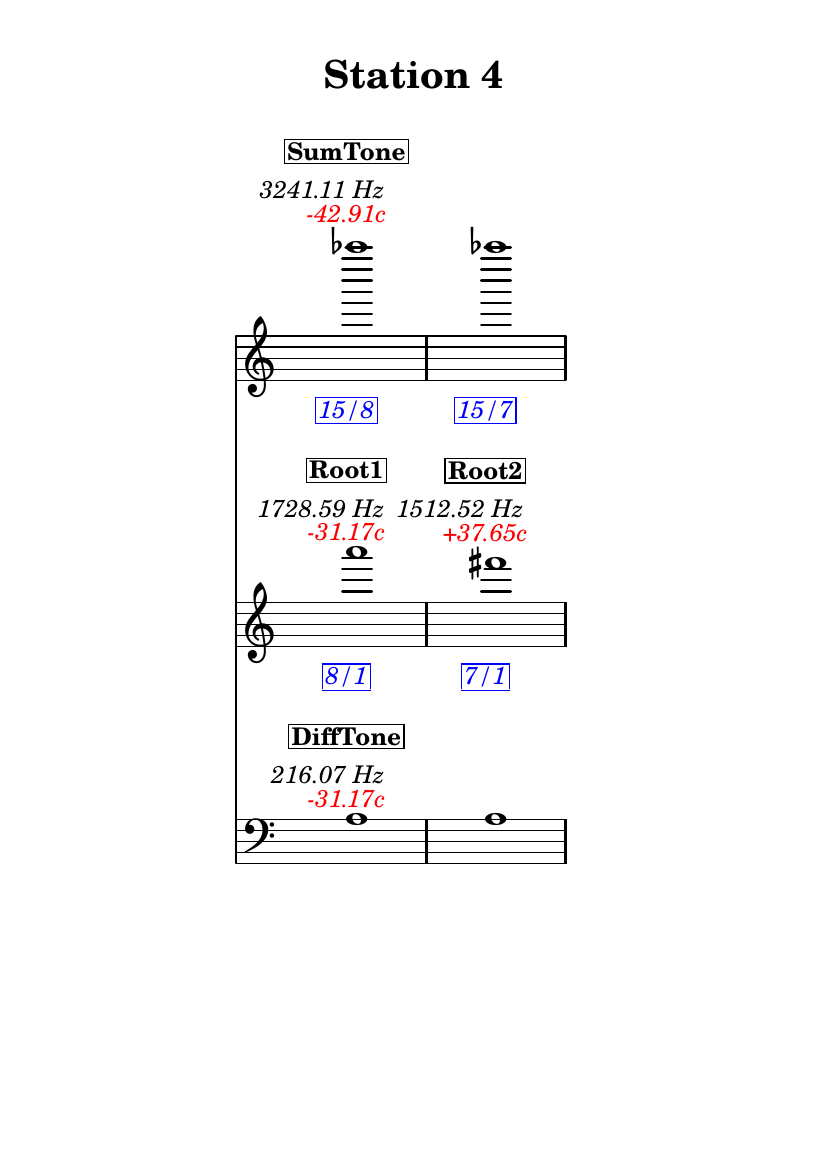 Station 4
SumTone
3241.11 Hz
-42.91c
15/8 15/7
Root1 Root2
1728.59 Hz 1512.52 Hz
-31.17c +37.65c
8/1 7/1
DiffTone
216.07 Hz
-31.17c